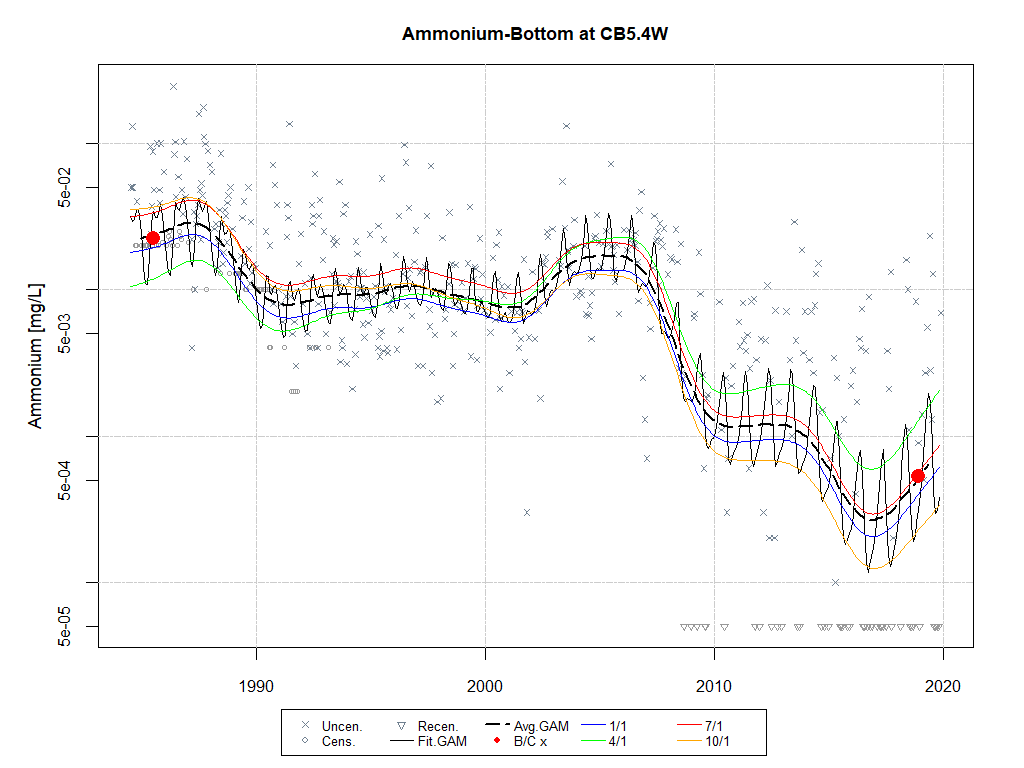 Ammonium-Bottom at CB5.4W
Ammonium [mg/L]
5e-02
5e-03
5e-04
5e-05
1990 2000 2010 2020
Uncen. Recen. Avg.GAM 1/1 7/1
Cens. Fit.GAM B/C x 4/1 10/1